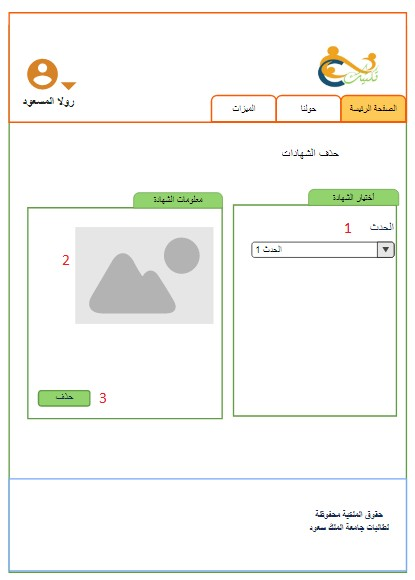 تكنيات
رولا المسعود
الصفحة الرئيسة
حولنا
الميزات
حذف الشهادات
أختيار الشهادة
معلومات الشهادة
الحدث 1
الحدث 1
2
حذف 3
حقوق الملكية محفوظة
لطالبات جامعة الملك سعود